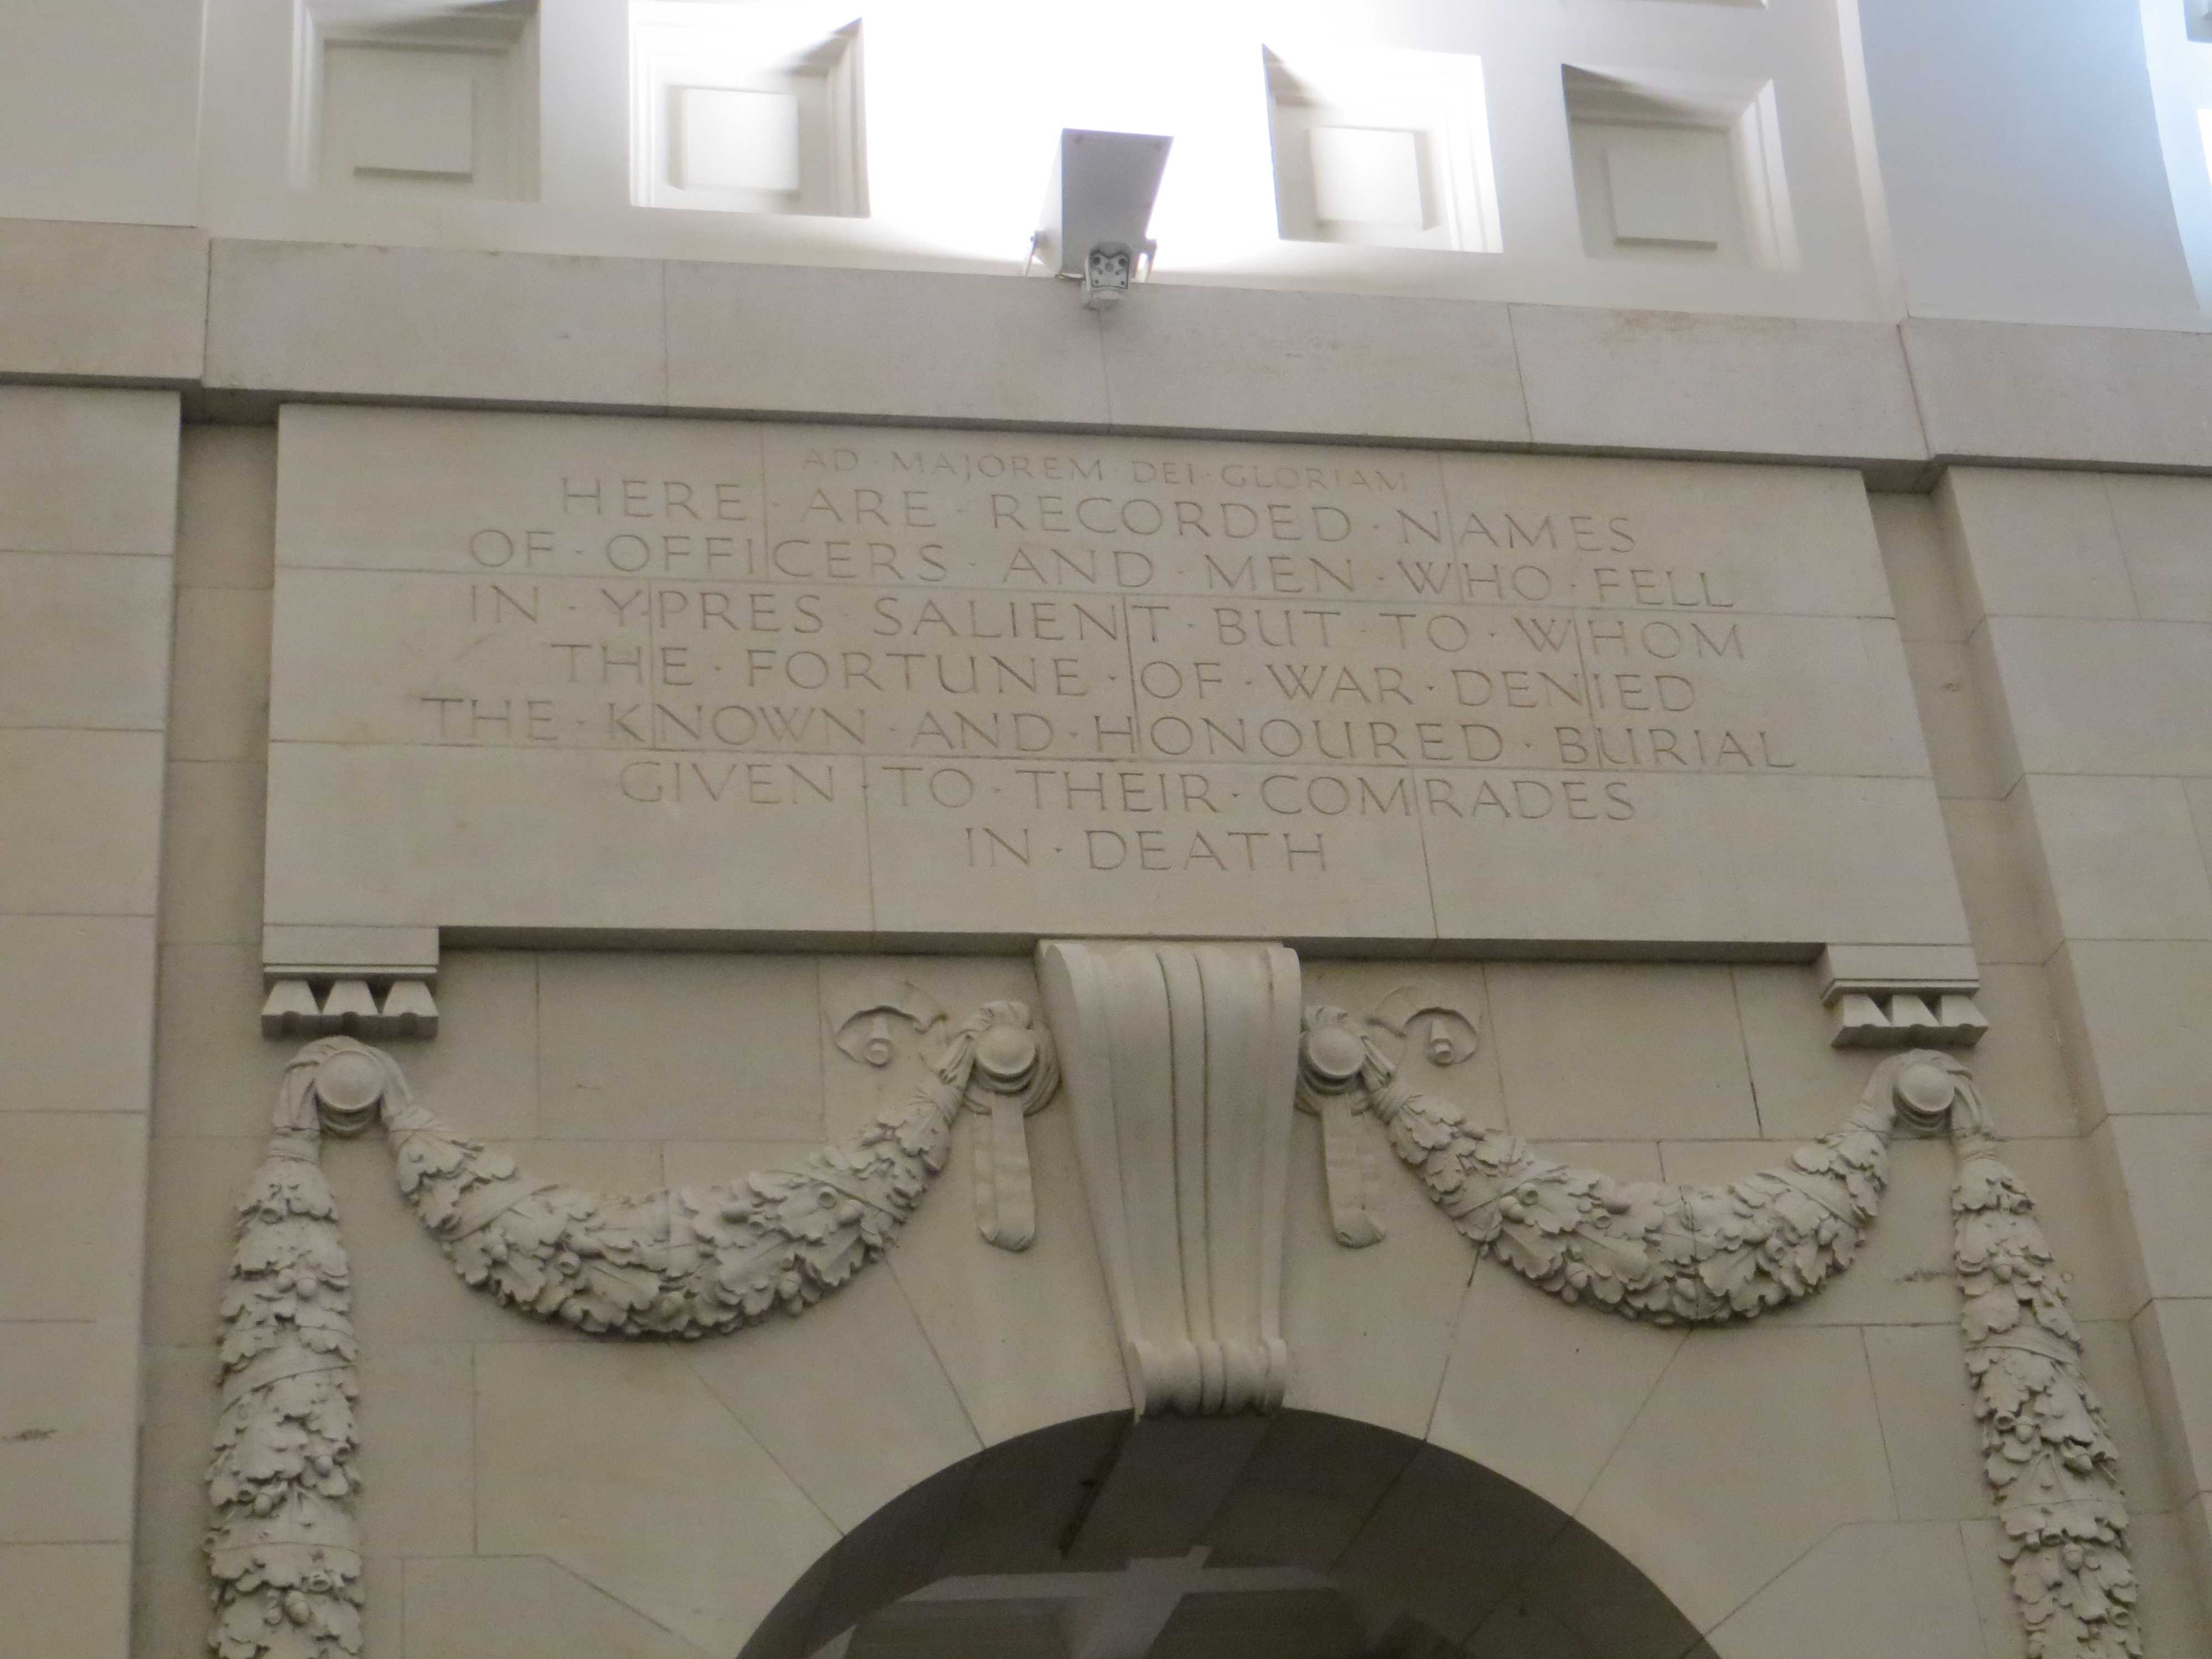 AD · MAJOREM · DEI · GLORIAM
HERE · ARE · RECORDED · NAMES
OF · OFFICERS · AND · MEN · WHO · FELL
IN · YPRES · SALIENT · BUT · TO · WHOM
THE · FORTUNE · OF · WAR · DENIED
THE · KNOWN · AND · HONOURED · BURIAL
GIVEN · TO · THEIR · COMRADES
IN · DEATH